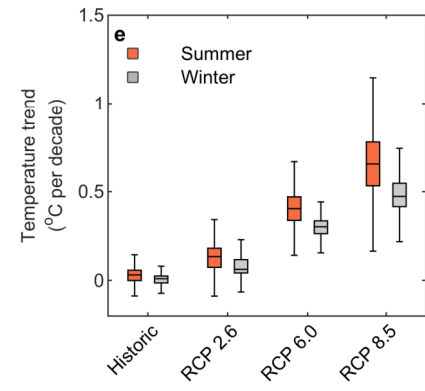 e
Summer
Winter
Temperature trend
(°C per decade)
1.5
1
0.5
0
Historic
RCP 2.6
RCP 6.0
RCP 8.5